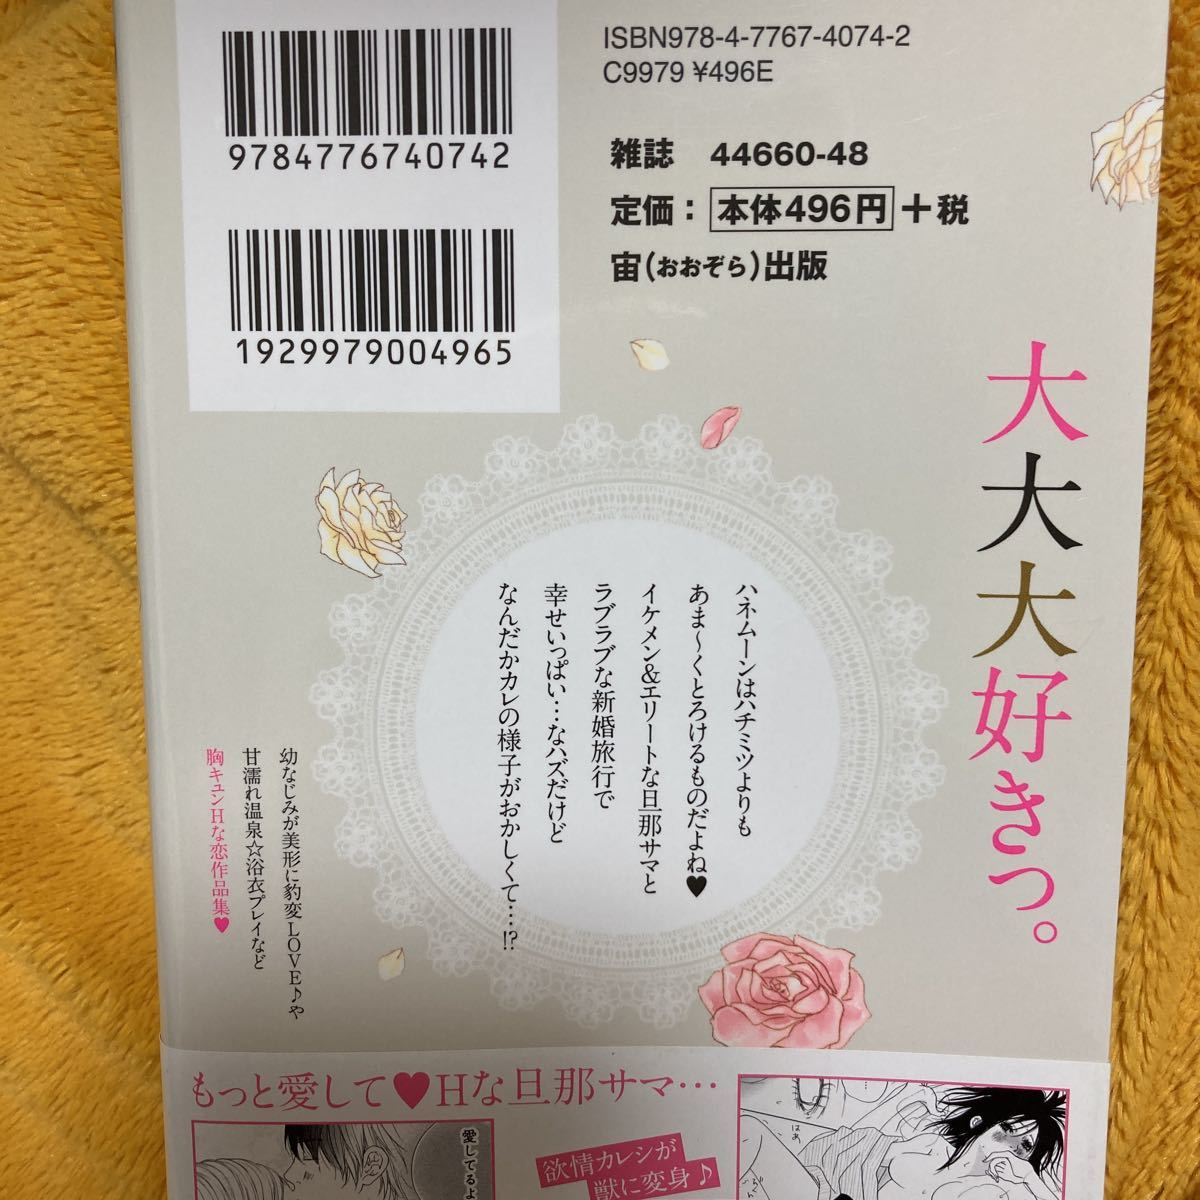 9784776740742
1929979004965
ISBN978-4-7767-4074-2
C9979 ¥496E
雑誌 44660-48
定価：本体496円＋税
宙(おおぞら)出版
大大大好きっ。
ハネムーンはハチミツよりも
あま〜くとろけるものだよね♥
イケメン&エリートな旦那サマと
ラブラブな新婚旅行で
幸せいっぱい…なハズだけど
なんだかカレの様子がおかしくて…!?
幼なじみが美形に豹変LOVE♪や
甘濡れ温泉☆浴衣プレイなど
胸キュンHな恋作品集♥
もっと愛して♥Hな旦那サマ…
愛してるよ
欲情カレシが
獣に変身♪
はあ